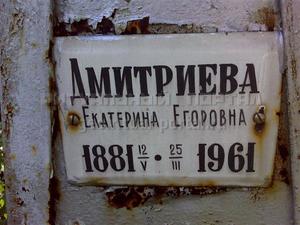 ДМИТРИЕВА
ЕКАТЕРИНА ЕГОРОВНА
1881 12/V · 25/III 1961